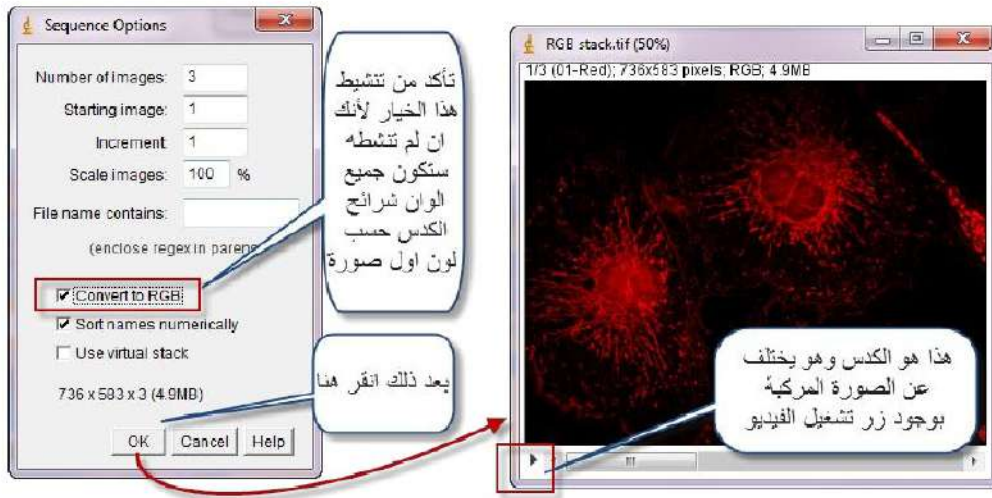 Sequence Options
Number of images: 3
Starting image: 1
Increment: 1
Scale images: 100 %
File name contains:
(enclose regex in paren
Convert to RGB
Sort names numerically
Use virtual stack
736 x 583 x 3 (4.9MB)
OK Cancel Help
تأكد من تنشيط
هذا الخيار لأنك
ان لم تنشطه
ستكون جميع
الوان شرائح
الكدس حسب
لون اول صورة
بعد ذلك انقر هنا
RGB stack.tif (50%)
1/3 (01-Red); 736x583 pixels; RGB; 4.9MB
هذا هو الكدس وهو يختلف
عن الصورة المركبة
بوجود زر تشغيل الفيديو